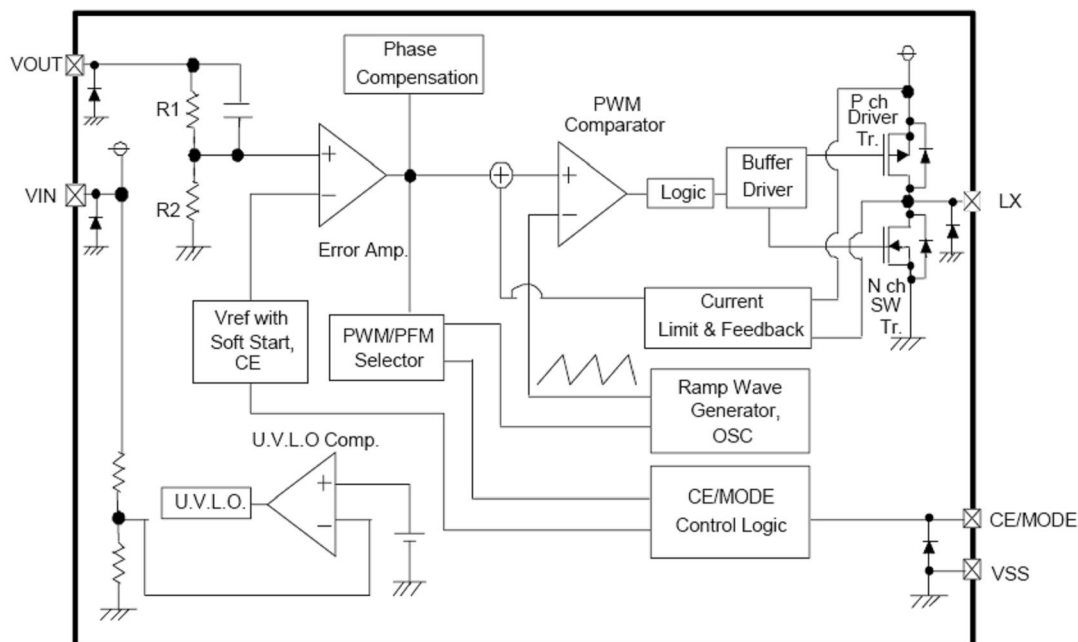 VOUT
R1
R2
VIN
Phase
Compensation
+
−
Error Amp.
+
PWM
Comparator
+
−
Logic
Buffer
Driver
P ch
Driver
Tr.
LX
N ch
SW
Tr.
Current
Limit & Feedback
Vref with
Soft Start,
CE
PWM/PFM
Selector
Ramp Wave
Generator,
OSC
U.V.L.O Comp.
U.V.L.O.
+
−
CE/MODE
Control Logic
CE/MODE
VSS